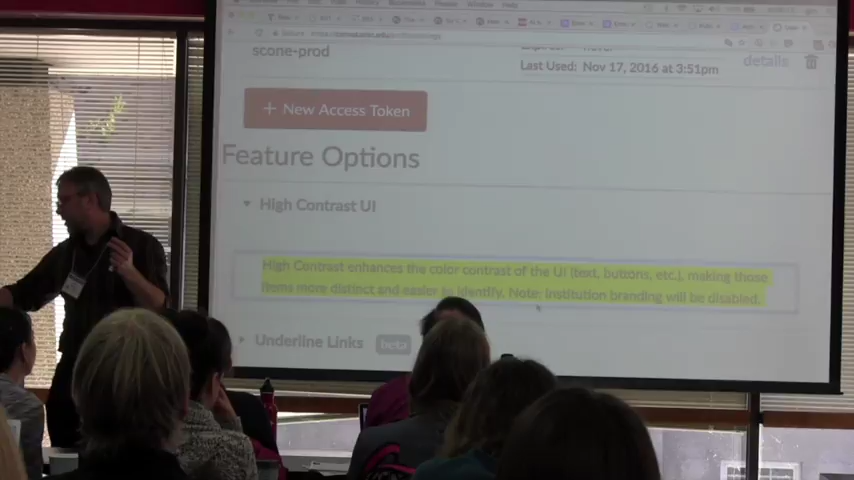 scone-prod
Last Used: Nov 17, 2016 at 3:51pm
details
+ New Access Token
Feature Options
High Contrast UI
High Contrast enhances the color contrast of the UI (text, buttons, etc.), making those
items more distinct and easier to identify. Note: institution branding will be disabled.
Underline Links beta